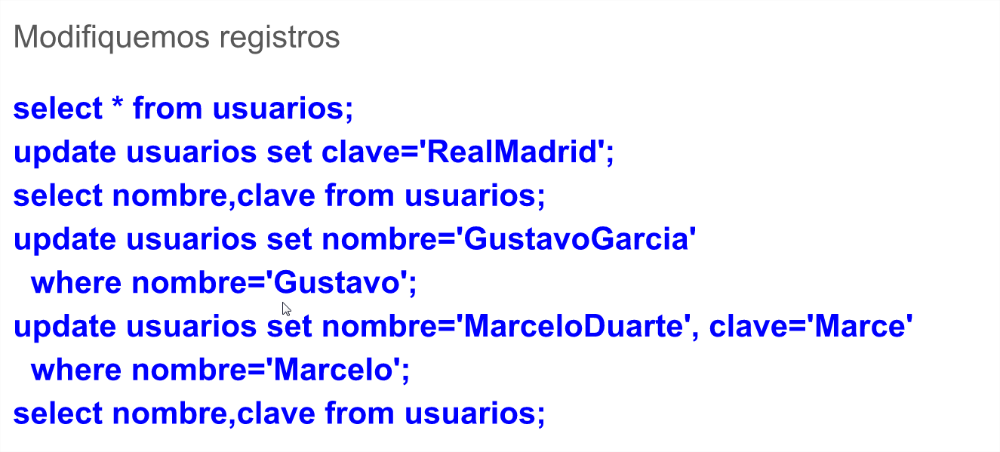 Modifiquemos registros
select * from usuarios;
update usuarios set clave='RealMadrid';
select nombre,clave from usuarios;
update usuarios set nombre='GustavoGarcia'
where nombre='Gustavo';
update usuarios set nombre='MarceloDuarte', clave='Marce'
where nombre='Marcelo';
select nombre,clave from usuarios;